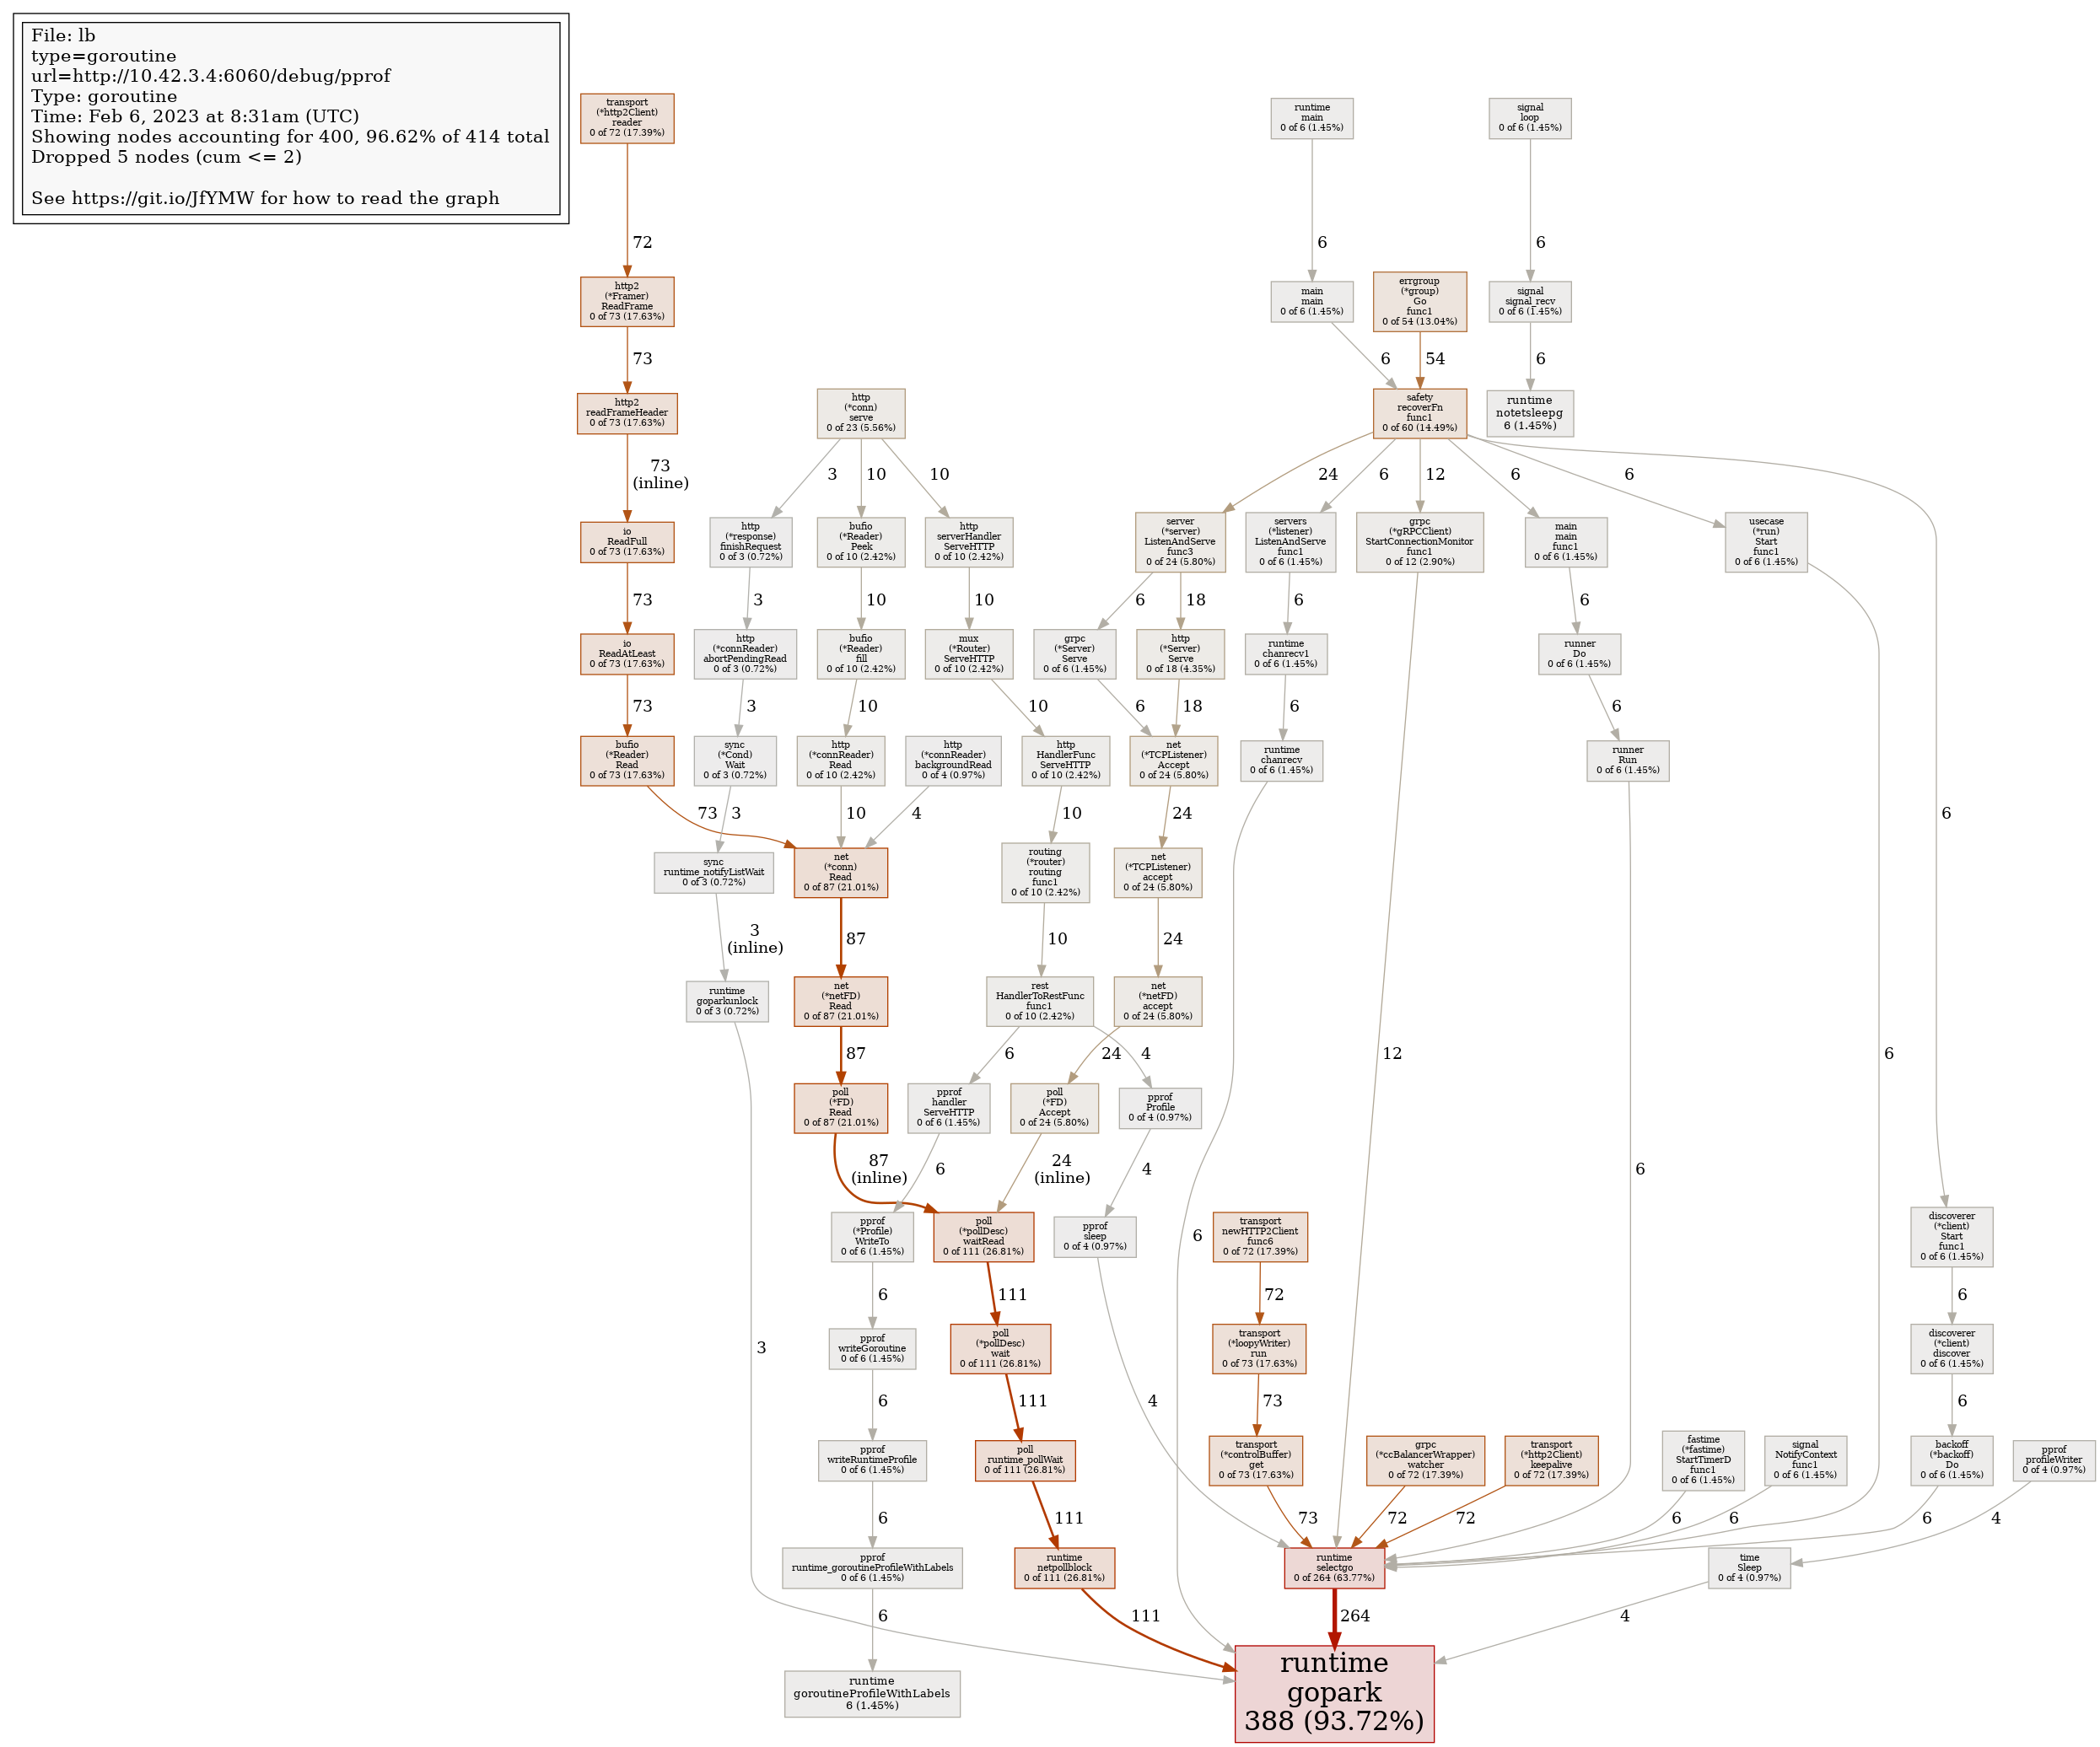 File: lb
type=goroutine
url=http://10.42.3.4:6060/debug/pprof
Type: goroutine
Time: Feb 6, 2023 at 8:31am (UTC)
Showing nodes accounting for 400, 96.62% of 414 total
Dropped 5 nodes (cum <= 2)
See https://git.io/JfYMW for how to read the graph
transport
(*http2Client)
reader
0 of 72 (17.39%)
runtime
main
0 of 6 (1.45%)
signal
loop
0 of 6 (1.45%)
72
6
6
http2
(*Framer)
ReadFrame
0 of 73 (17.63%)
main
main
0 of 6 (1.45%)
errgroup
(*group)
Go
func1
0 of 54 (13.04%)
signal
signal_recv
0 of 6 (1.45%)
73
6
54
6
http2
readFrameHeader
0 of 73 (17.63%)
http
(*conn)
serve
0 of 23 (5.56%)
safety
recoverFn
func1
0 of 60 (14.49%)
runtime
notetsleepg
6 (1.45%)
73
(inline)
3
10
10
24
6
12
6
6
6
io
ReadFull
0 of 73 (17.63%)
http
(*response)
finishRequest
0 of 3 (0.72%)
bufio
(*Reader)
Peek
0 of 10 (2.42%)
http
serverHandler
ServeHTTP
0 of 10 (2.42%)
server
(*server)
ListenAndServe
func3
0 of 24 (5.80%)
servers
(*listener)
ListenAndServe
func1
0 of 6 (1.45%)
grpc
(*gRPCClient)
StartConnectionMonitor
func1
0 of 12 (2.90%)
main
main
func1
0 of 6 (1.45%)
usecase
(*run)
Start
func1
0 of 6 (1.45%)
73
3
10
10
6
18
6
6
io
ReadAtLeast
0 of 73 (17.63%)
http
(*connReader)
abortPendingRead
0 of 3 (0.72%)
bufio
(*Reader)
fill
0 of 10 (2.42%)
mux
(*Router)
ServeHTTP
0 of 10 (2.42%)
grpc
(*Server)
Serve
0 of 6 (1.45%)
http
(*Server)
Serve
0 of 18 (4.35%)
runtime
chanrecv1
0 of 6 (1.45%)
runner
Do
0 of 6 (1.45%)
73
3
10
10
6
18
6
6
bufio
(*Reader)
Read
0 of 73 (17.63%)
sync
(*Cond)
Wait
0 of 3 (0.72%)
http
(*connReader)
Read
0 of 10 (2.42%)
http
(*connReader)
backgroundRead
0 of 4 (0.97%)
http
HandlerFunc
ServeHTTP
0 of 10 (2.42%)
net
(*TCPListener)
Accept
0 of 24 (5.80%)
runtime
chanrecv
0 of 6 (1.45%)
runner
Run
0 of 6 (1.45%)
73
3
10
4
10
24
sync
runtime_notifyListWait
0 of 3 (0.72%)
net
(*conn)
Read
0 of 87 (21.01%)
routing
(*router)
routing
func1
0 of 10 (2.42%)
net
(*TCPListener)
accept
0 of 24 (5.80%)
3
(inline)
87
10
24
runtime
goparkunlock
0 of 3 (0.72%)
net
(*netFD)
Read
0 of 87 (21.01%)
rest
HandlerToRestFunc
func1
0 of 10 (2.42%)
net
(*netFD)
accept
0 of 24 (5.80%)
87
6
24
4
12
6
poll
(*FD)
Read
0 of 87 (21.01%)
pprof
handler
ServeHTTP
0 of 6 (1.45%)
poll
(*FD)
Accept
0 of 24 (5.80%)
pprof
Profile
0 of 4 (0.97%)
87
(inline)
6
24
(inline)
4
6
pprof
(*Profile)
WriteTo
0 of 6 (1.45%)
poll
(*pollDesc)
waitRead
0 of 111 (26.81%)
pprof
sleep
0 of 4 (0.97%)
6
transport
newHTTP2Client
func6
0 of 72 (17.39%)
discoverer
(*client)
Start
func1
0 of 6 (1.45%)
6
111
72
6
3
pprof
writeGoroutine
0 of 6 (1.45%)
poll
(*pollDesc)
wait
0 of 111 (26.81%)
transport
(*loopyWriter)
run
0 of 73 (17.63%)
discoverer
(*client)
discover
0 of 6 (1.45%)
6
111
4
73
6
pprof
writeRuntimeProfile
0 of 6 (1.45%)
poll
runtime_pollWait
0 of 111 (26.81%)
transport
(*controlBuffer)
get
0 of 73 (17.63%)
grpc
(*ccBalancerWrapper)
watcher
0 of 72 (17.39%)
transport
(*http2Client)
keepalive
0 of 72 (17.39%)
fastime
(*fastime)
StartTimerD
func1
0 of 6 (1.45%)
signal
NotifyContext
func1
0 of 6 (1.45%)
backoff
(*backoff)
Do
0 of 6 (1.45%)
pprof
profileWriter
0 of 4 (0.97%)
6
111
73
72
72
6
6
6
4
pprof
runtime_goroutineProfileWithLabels
0 of 6 (1.45%)
runtime
netpollblock
0 of 111 (26.81%)
runtime
selectgo
0 of 264 (63.77%)
time
Sleep
0 of 4 (0.97%)
6
111
264
4
runtime
goroutineProfileWithLabels
6 (1.45%)
runtime
gopark
388 (93.72%)